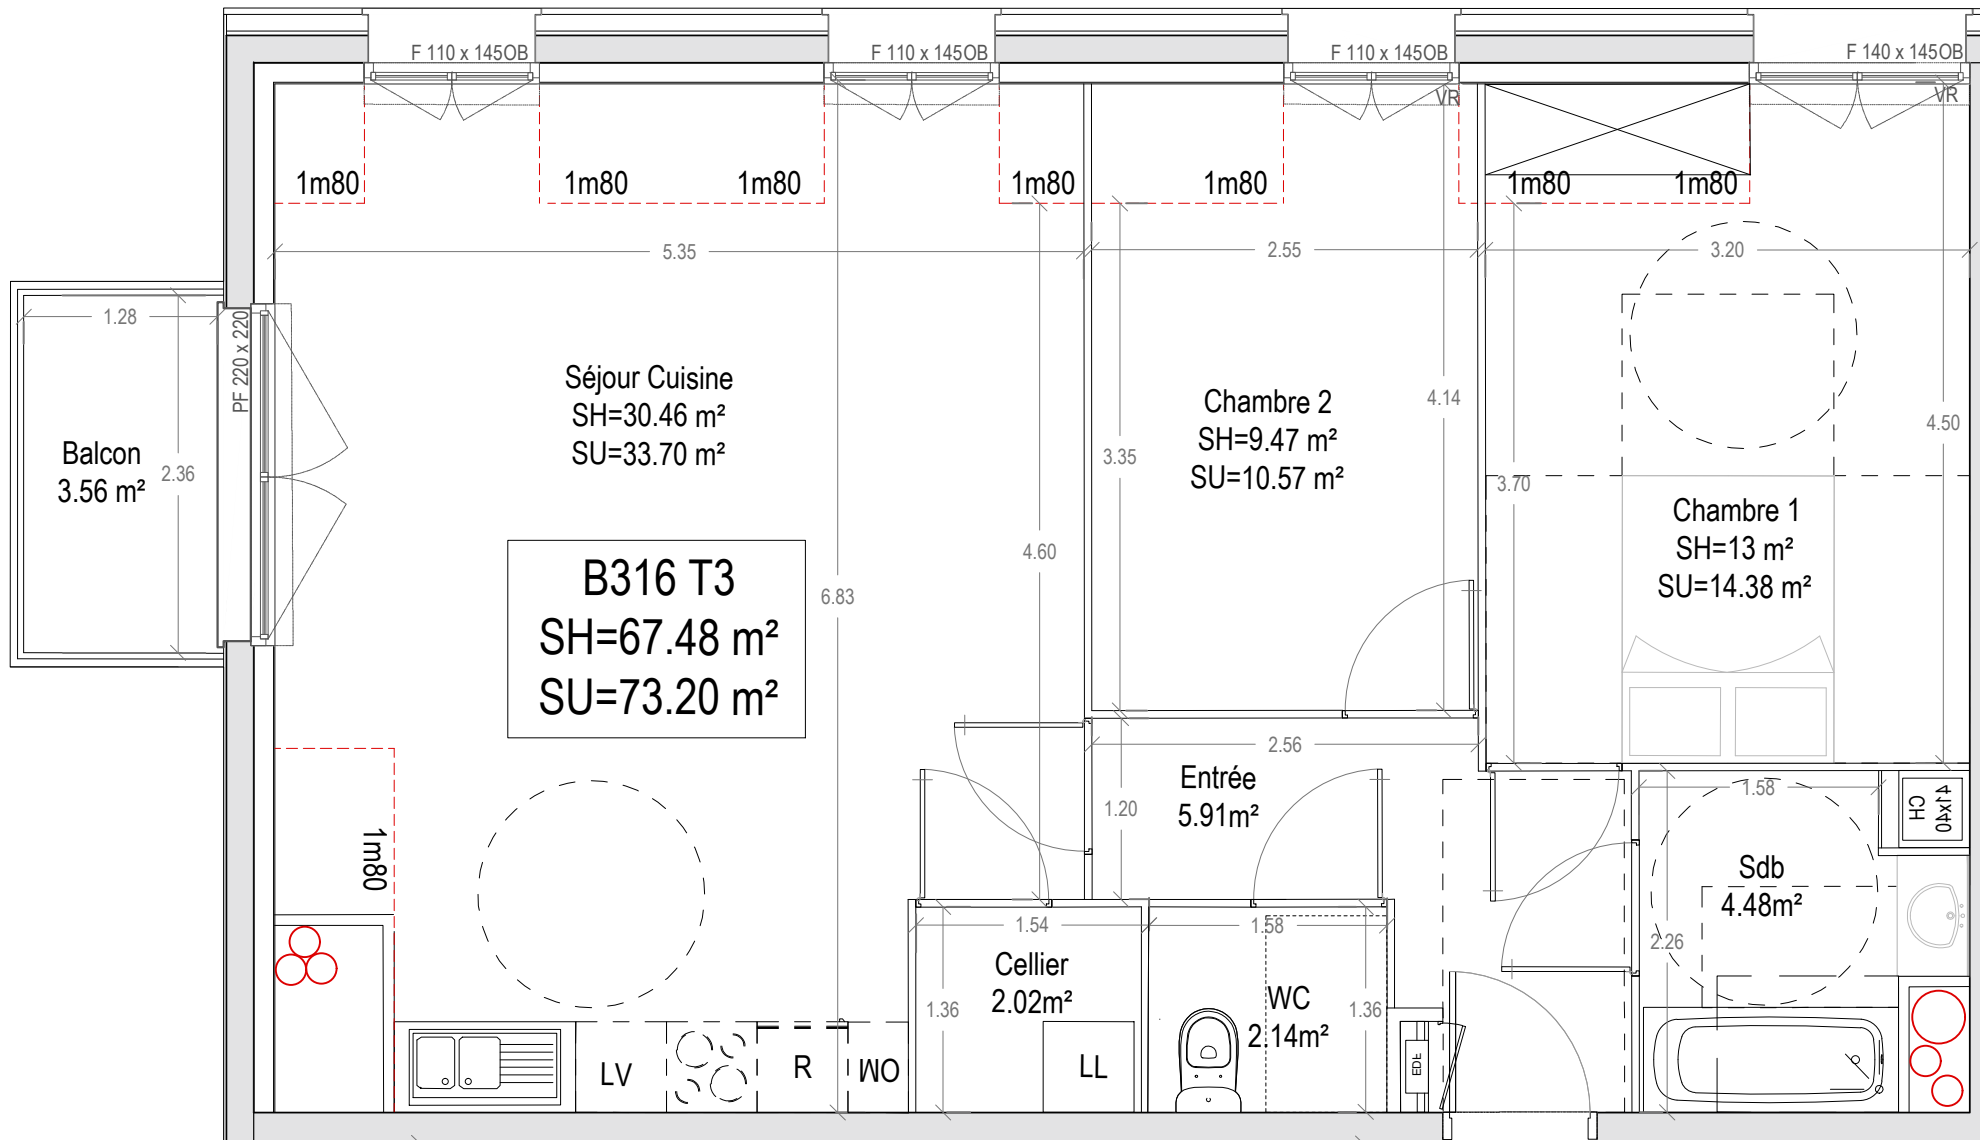 F 110 x 145OB
F 110 x 145OB
F 110 x 145OB
F 140 x 145OB
VR
VR
1m80
1m80
1m80
1m80
1m80
1m80
1m80
5.35
2.55
3.20
1.28
PF 220 x 220
2.36
Balcon
3.56 m²
Séjour Cuisine
SH=30.46 m²
SU=33.70 m²
Chambre 2
SH=9.47 m²
SU=10.57 m²
4.14
4.50
3.35
3.70
Chambre 1
SH=13 m²
SU=14.38 m²
4.60
6.83
B316 T3
SH=67.48 m²
SU=73.20 m²
2.56
Entrée
5.91m²
1.20
1.58
41x140
CH
1m80
Sdb
4.48m²
2.26
1.54
1.58
Cellier
2.02m²
1.36
WC
2.14m²
1.36
LV
R
MO
LL
EDF